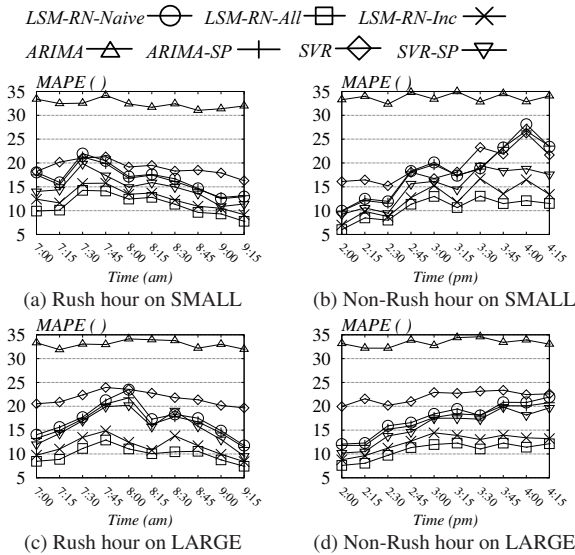 LSM-RN-Naive LSM-RN-All LSM-RN-Inc
ARIMA ARIMA-SP SVR SVR-SP
MAPE ( )
35
30
25
20
15
10
5
7:00 7:15 7:30 7:45 8:00 8:15 8:30 8:45 9:00 9:15
Time (am)
(a) Rush hour on SMALL
MAPE ( )
35
30
25
20
15
10
5
2:00 2:15 2:30 2:45 3:00 3:15 3:30 3:45 4:00 4:15
Time (pm)
(b) Non-Rush hour on SMALL
MAPE ( )
35
30
25
20
15
10
5
7:00 7:15 7:30 7:45 8:00 8:15 8:30 8:45 9:00 9:15
Time (am)
(c) Rush hour on LARGE
MAPE ( )
35
30
25
20
15
10
5
2:00 2:15 2:30 2:45 3:00 3:15 3:30 3:45 4:00 4:15
Time (pm)
(d) Non-Rush hour on LARGE